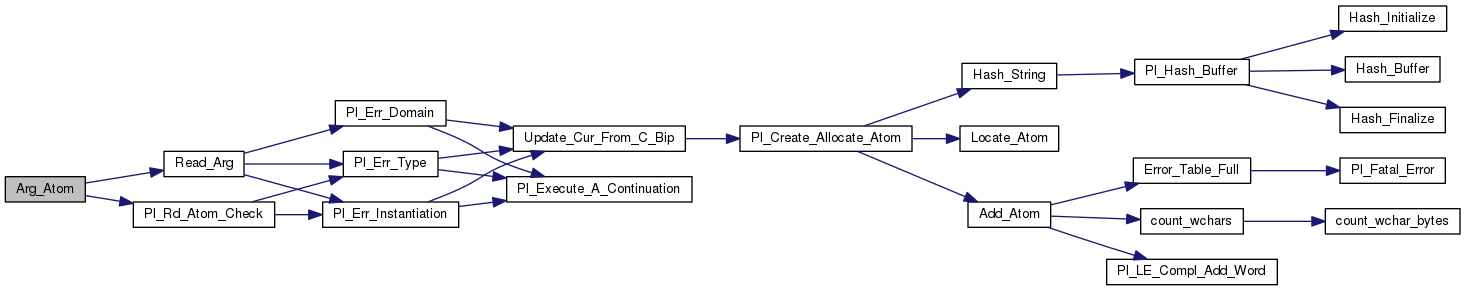 Arg_Atom
Read_Arg
Pl_Rd_Atom_Check
Pl_Err_Domain
Pl_Err_Type
Pl_Err_Instantiation
Update_Cur_From_C_Bip
Pl_Execute_A_Continuation
Pl_Create_Allocate_Atom
Hash_String
Locate_Atom
Add_Atom
Pl_Hash_Buffer
Error_Table_Full
count_wchars
Pl_LE_Compl_Add_Word
Hash_Initialize
Hash_Buffer
Hash_Finalize
Pl_Fatal_Error
count_wchar_bytes